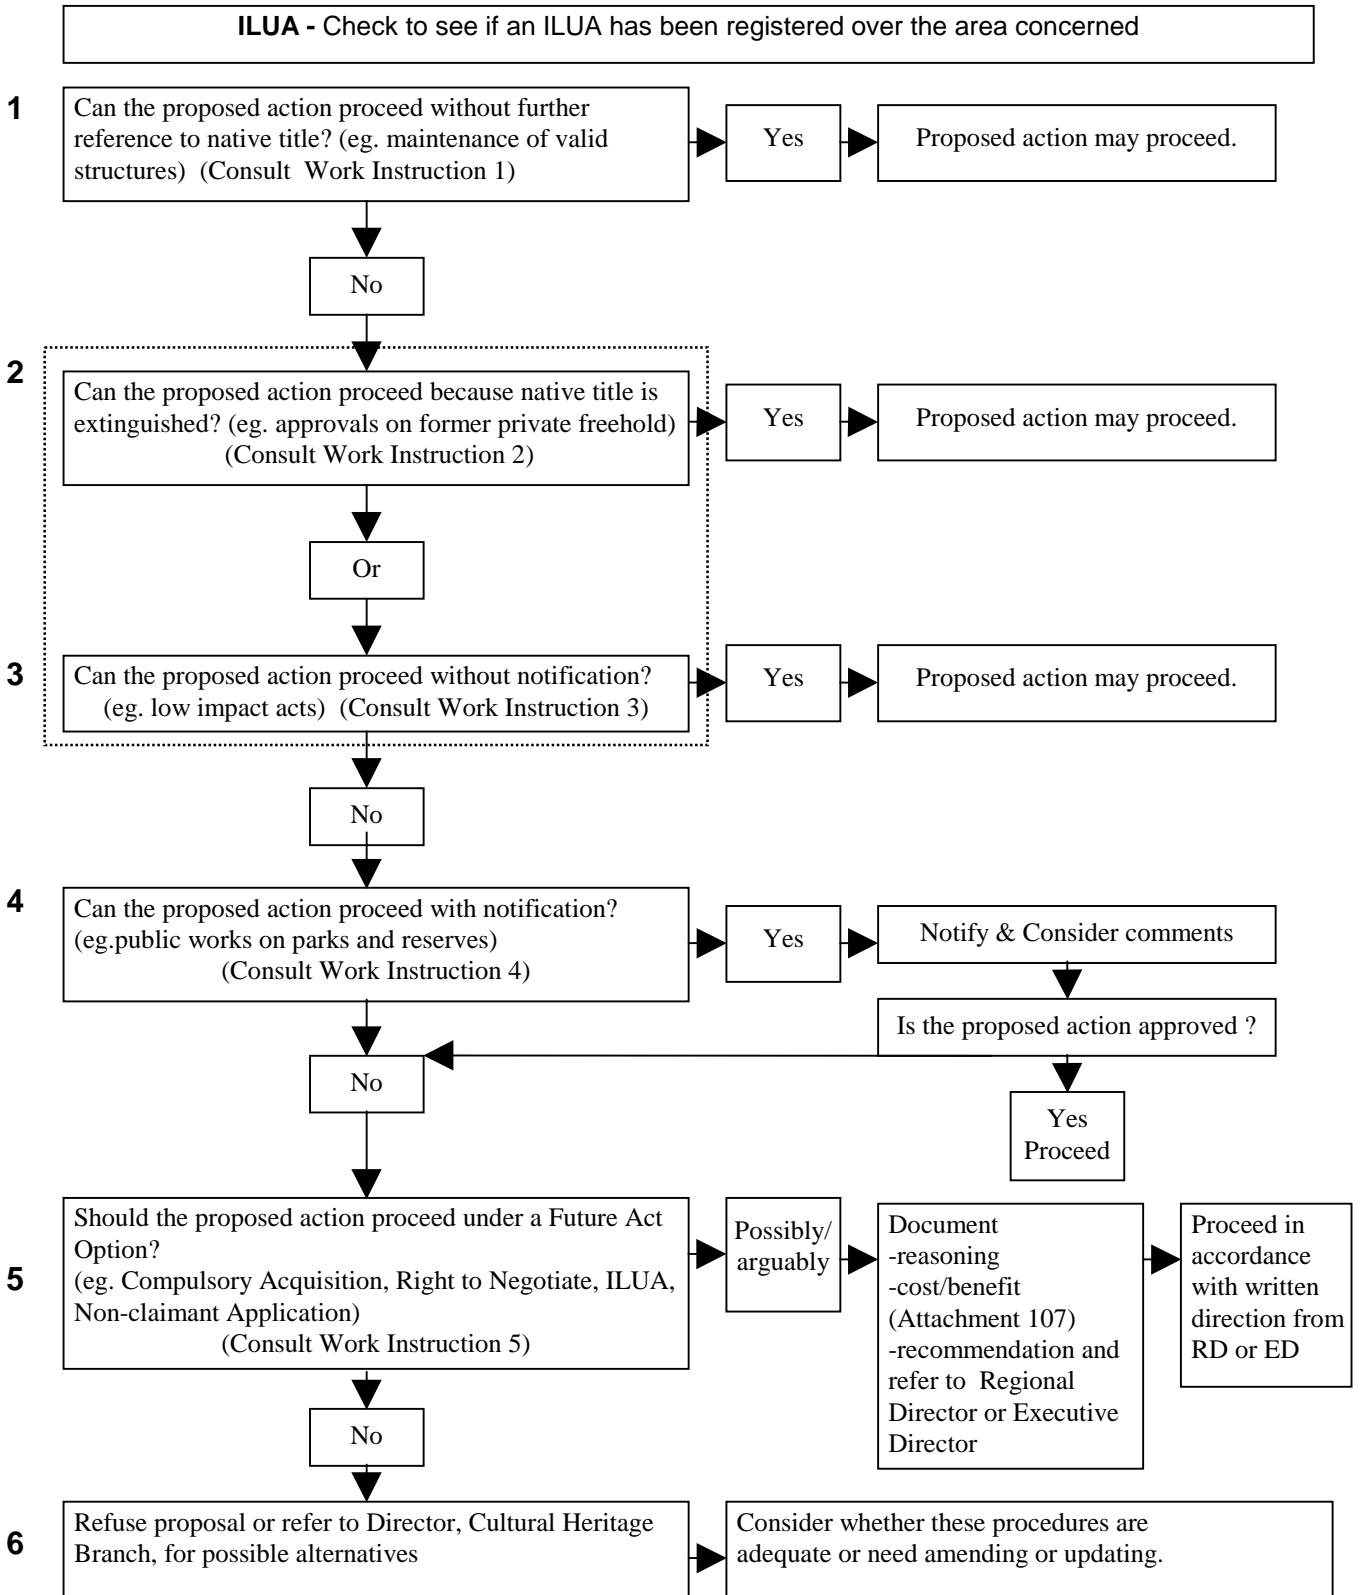 ILUA - Check to see if an ILUA has been registered over the area concerned
1
Can the proposed action proceed without further
reference to native title? (eg. maintenance of valid
structures)  (Consult  Work Instruction 1)
Yes
Proposed action may proceed.
No
2
Can the proposed action proceed because native title is
extinguished? (eg. approvals on former private freehold)
(Consult Work Instruction 2)
Yes
Proposed action may proceed.
Or
3
Can the proposed action proceed without notification?
(eg. low impact acts)  (Consult Work Instruction 3)
Yes
Proposed action may proceed.
No
4
Can the proposed action proceed with notification?
(eg.public works on parks and reserves)
(Consult Work Instruction 4)
Yes
Notify & Consider comments
Is the proposed action approved ?
No
Yes
Proceed
5
Should the proposed action proceed under a Future Act
Option?
(eg. Compulsory Acquisition, Right to Negotiate, ILUA,
Non-claimant Application)
(Consult Work Instruction 5)
Possibly/
arguably
Document
-reasoning
-cost/benefit
(Attachment 107)
-recommendation and
refer to  Regional
Director or Executive
Director
Proceed in
accordance
with written
direction from
RD or ED
No
6
Refuse proposal or refer to Director, Cultural Heritage
Branch, for possible alternatives
Consider whether these procedures are
adequate or need amending or updating.